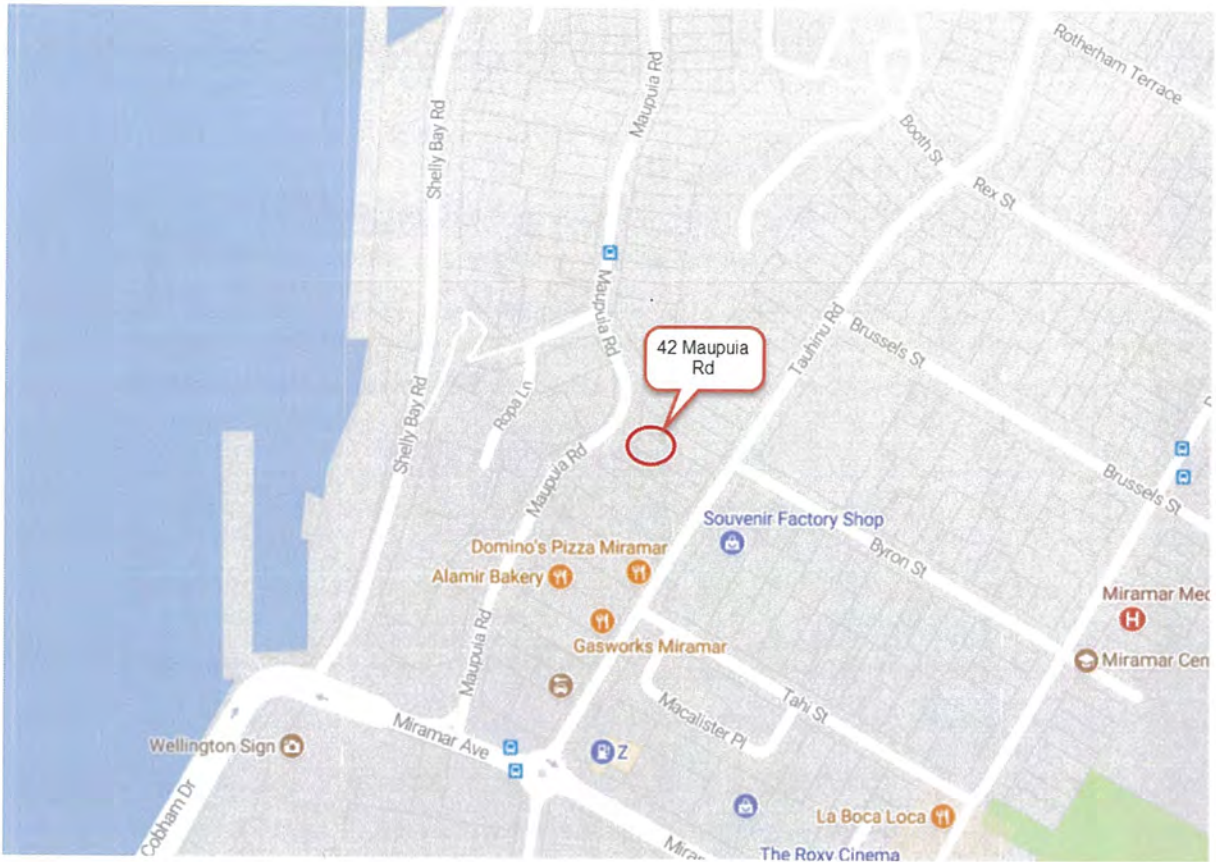 Rotherham Terrace
Maupuia Rd
Shelly Bay Rd
Booth St
Rex St
Maupuia Rd
Tauhinu Rd
Brussels St
42 Maupuia
Rd
Ropa Ln
Shelly Bay Rd
Maupuia Rd
Brussels St
Souvenir Factory Shop
Byron St
Domino's Pizza Miramar
Alamir Bakery
Miramar Med
H
Gasworks Miramar
Maupuia Rd
Miramar Cen
Tahi St
Macalister Pl
Miramar Ave
Wellington Sign
Z
Cobham Dr
La Boca Loca
Mirar
The Roxy Cinema